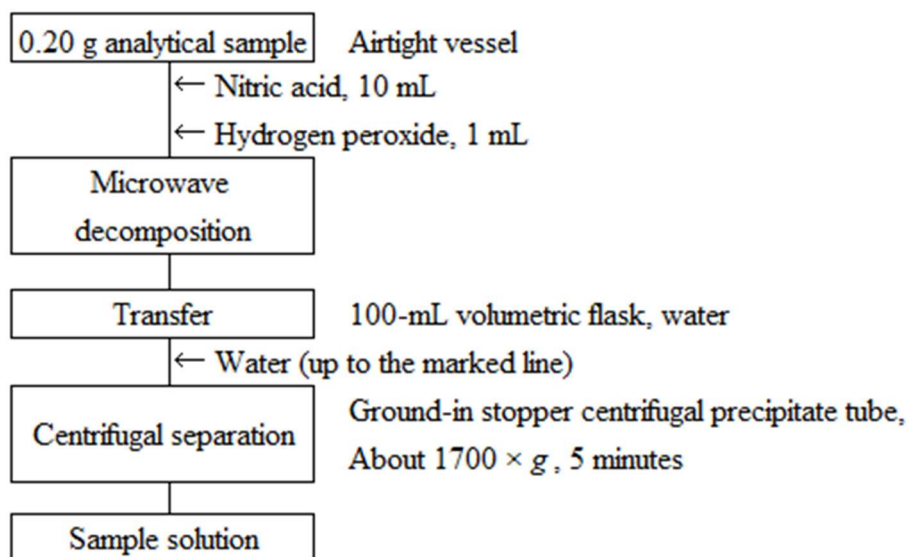 0.20 g analytical sample Airtight vessel
← Nitric acid, 10 mL
← Hydrogen peroxide, 1 mL
Microwave
decomposition
Transfer 100-mL volumetric flask, water
← Water (up to the marked line)
Centrifugal separation
Ground-in stopper centrifugal precipitate tube,
About 1700 × g , 5 minutes
Sample solution